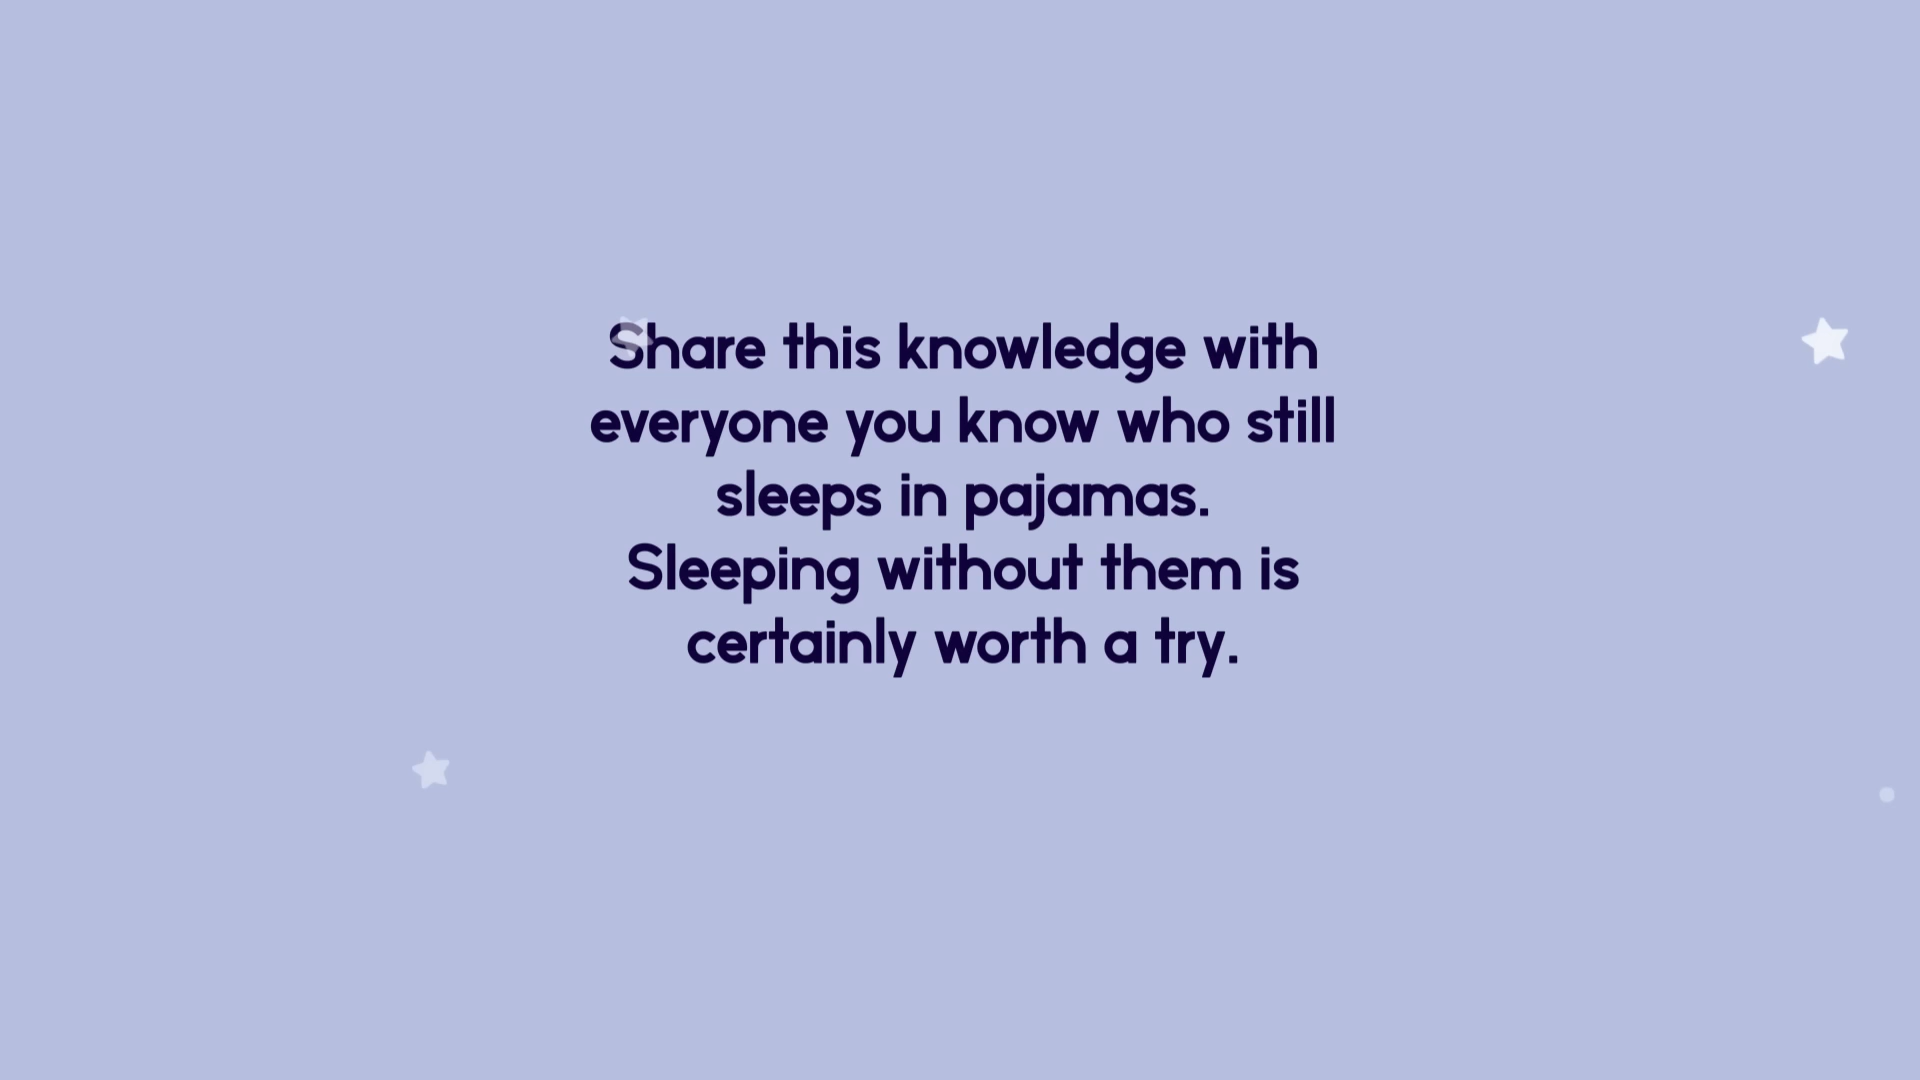 Share this knowledge with
everyone you know who still
sleeps in pajamas.
Sleeping without them is
certainly worth a try.